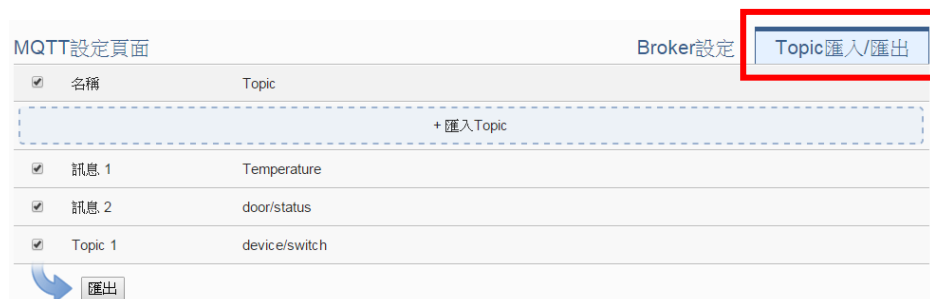 MQTT設定頁面 Broker設定 Topic匯入/匯出
名稱 Topic
+ 匯入Topic
訊息 1 Temperature
訊息 2 door/status
Topic 1 device/switch
匯出